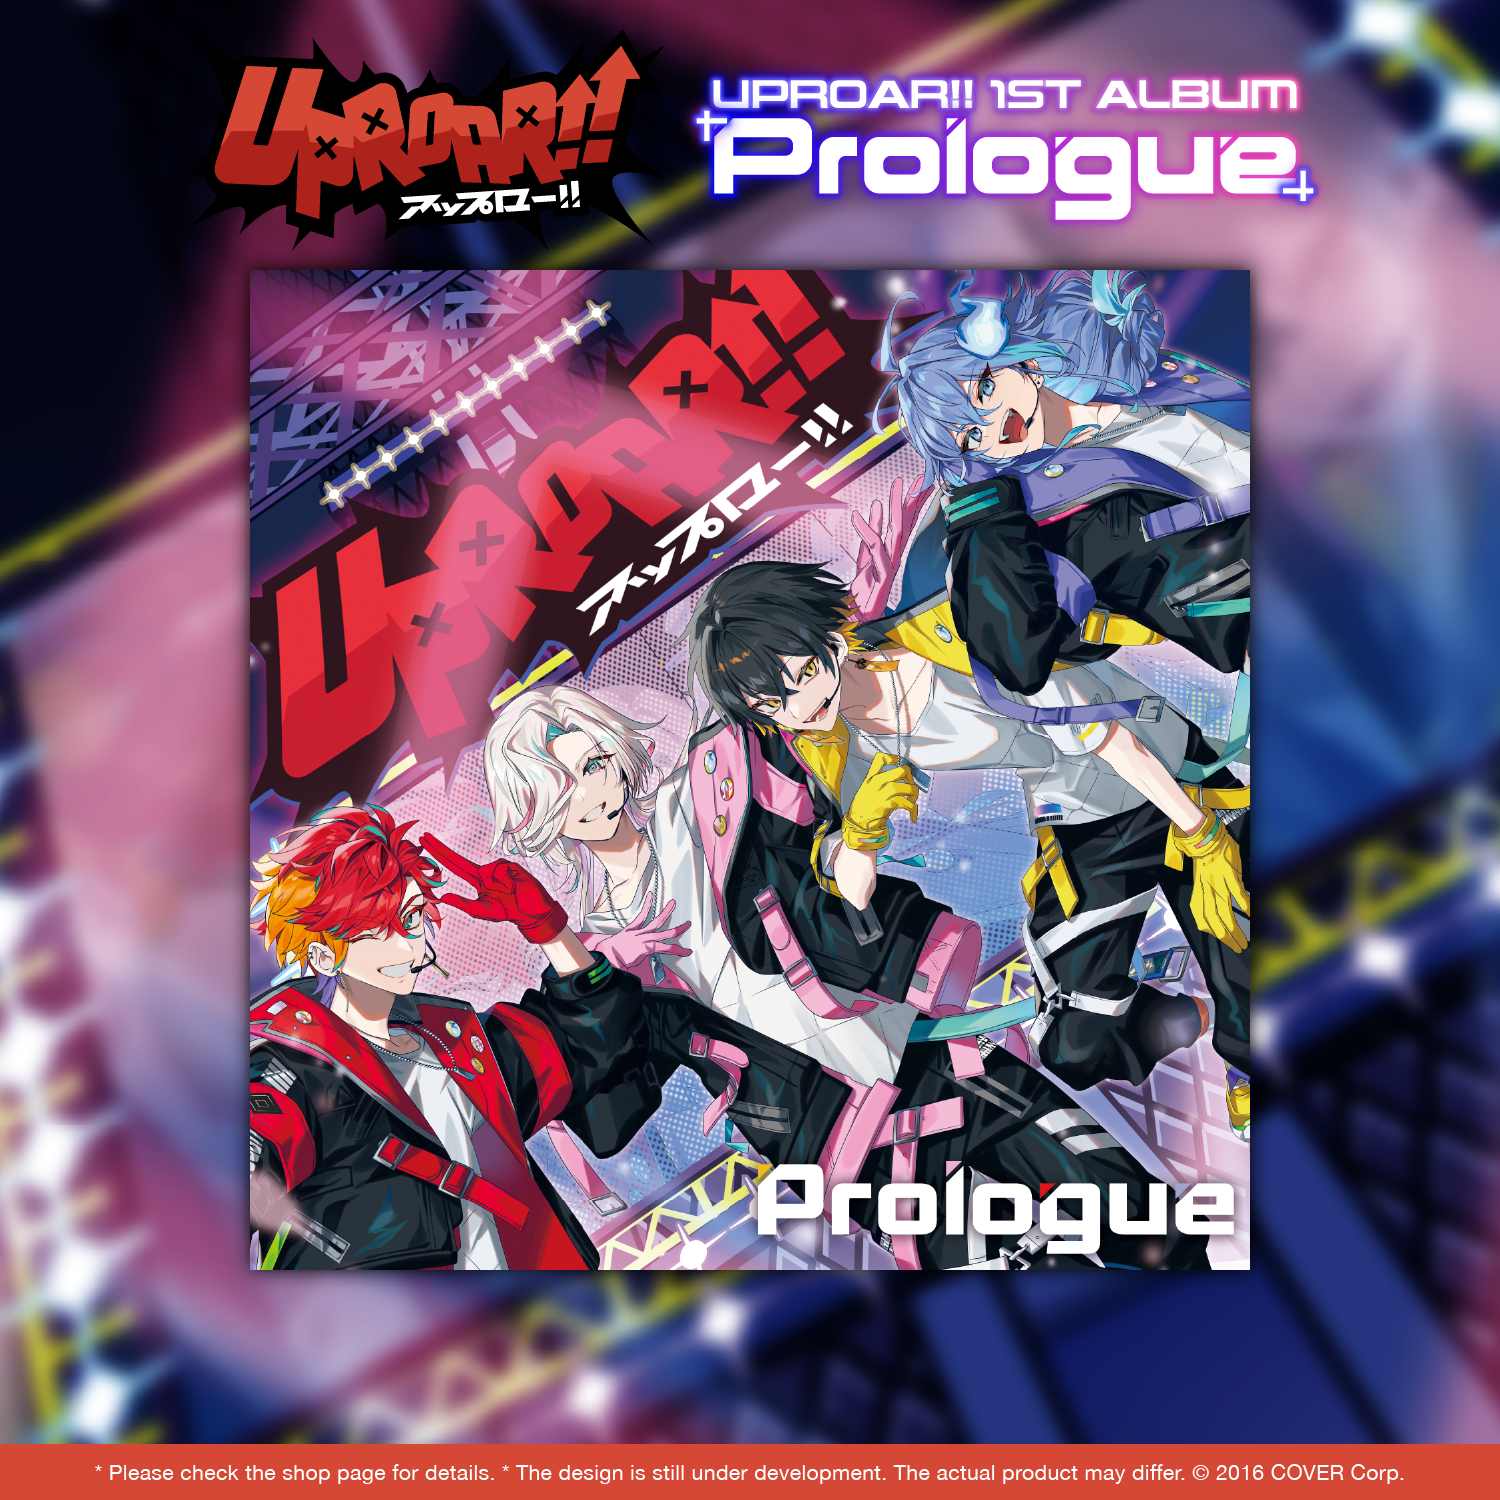 UPROAR!!
アップロー!!
UPROAR!! 1ST ALBUM
Prologue
UPROAR!!
アップロー!!
Prologue
* Please check the shop page for details. * The design is still under development. The actual product may differ. © 2016 COVER Corp.